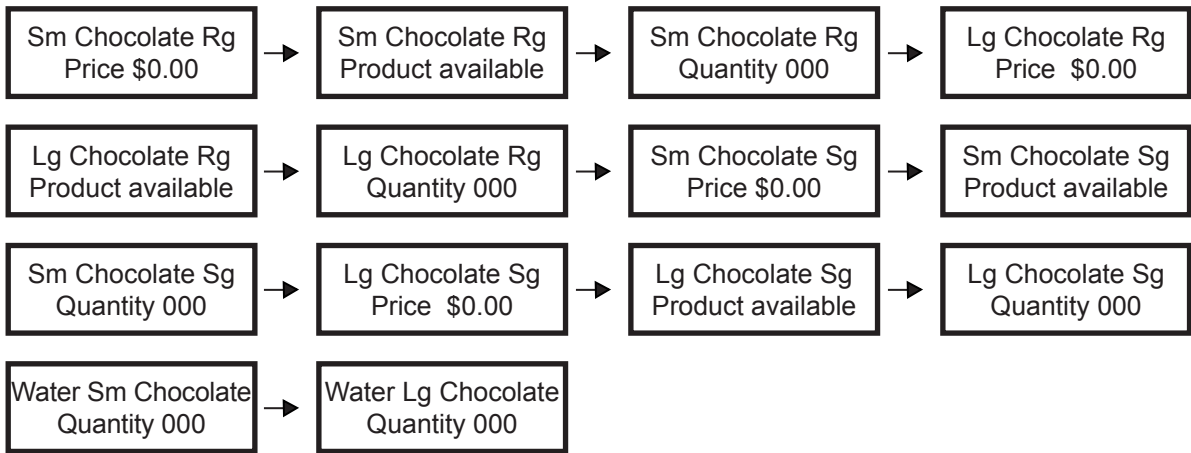 Sm Chocolate Rg
Price $0.00
Sm Chocolate Rg
Product available
Sm Chocolate Rg
Quantity 000
Lg Chocolate Rg
Price $0.00
Lg Chocolate Rg
Product available
Lg Chocolate Rg
Quantity 000
Sm Chocolate Sg
Price $0.00
Sm Chocolate Sg
Product available
Sm Chocolate Sg
Quantity 000
Lg Chocolate Sg
Price $0.00
Lg Chocolate Sg
Product available
Lg Chocolate Sg
Quantity 000
Water Sm Chocolate
Quantity 000
Water Lg Chocolate
Quantity 000